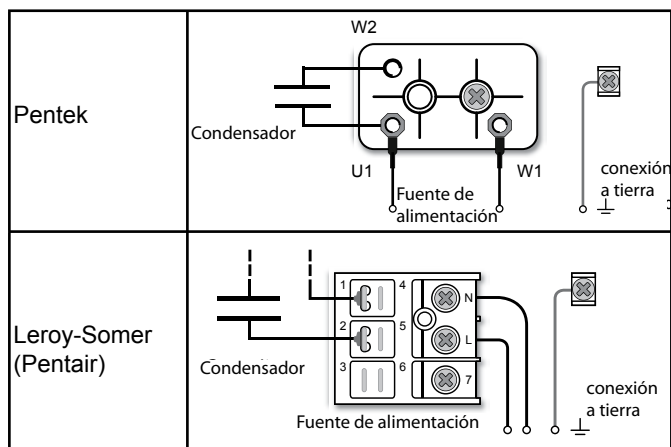 Pentek
W2
Condensador
U1
W1
Fuente de
alimentación
conexión
a tierra
Leroy-Somer
(Pentair)
1
4
N
2
5
L
3
6
7
Condensador
Fuente de alimentación
conexión
a tierra